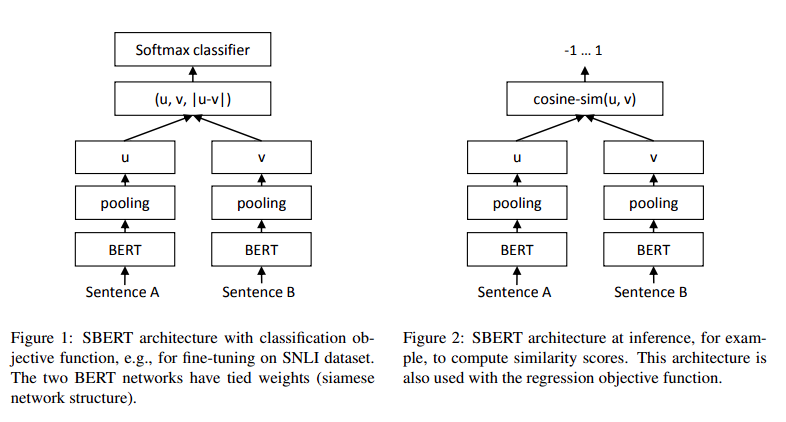 Softmax classifier
(u, v, |u-v|)
u
v
pooling
pooling
BERT
BERT
Sentence A
Sentence B
Figure 1: SBERT architecture with classification ob-
jective function, e.g., for fine-tuning on SNLI dataset.
The two BERT networks have tied weights (siamese
network structure).
-1 … 1
cosine-sim(u, v)
u
v
pooling
pooling
BERT
BERT
Sentence A
Sentence B
Figure 2: SBERT architecture at inference, for exam-
ple, to compute similarity scores. This architecture is
also used with the regression objective function.